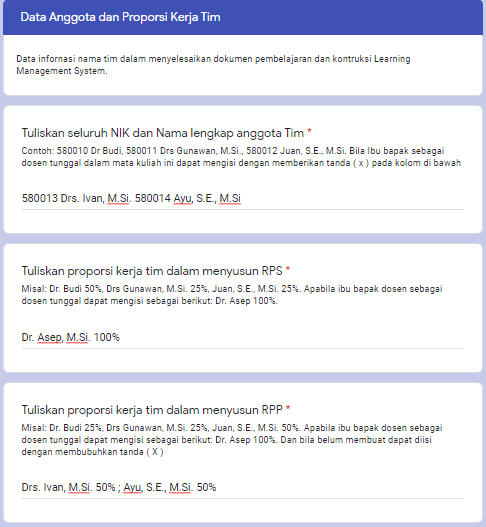 Data Anggota dan Proporsi Kerja Tim
Data infornasi nama tim dalam menyelesaikan dokumen pembelajaran dan kontruksi Learning
Management System.
Tuliskan seluruh NIK dan Nama lengkap anggota Tim *
Contoh: 580010 Dr Budi, 580011 Drs Gunawan, M.Si., 580012 Juan, S.E., M.Si. Bila Ibu bapak sebagai
dosen tunggal dalam mata kuliah ini dapat mengisi dengan memberikan tanda ( x ) pada kolom di bawah
580013 Drs. Ivan, M.Si. 580014 Ayu, S.E., M.Si
Tuliskan proporsi kerja tim dalam menyusun RPS *
Misal: Dr. Budi 50%, Drs Gunawan, M.Si. 25%, Juan, S.E., M.Si. 25%. Apabila ibu bapak dosen sebagai
dosen tunggal dapat mengisi sebagai berikut: Dr. Asep 100%.
Dr. Asep, M.Si. 100%
Tuliskan proporsi kerja tim dalam menyusun RPP *
Misal: Dr. Budi 25%, Drs Gunawan, M.Si. 25%, Juan, S.E., M.Si. 50%. Apabila ibu bapak dosen sebagai
dosen tunggal dapat mengisi sebagai berikut: Dr. Asep 100%. Dan bila belum membuat dapat diisi
dengan membubuhkan tanda ( X )
Drs. Ivan, M.Si. 50% ; Ayu, S.E., M.Si. 50%